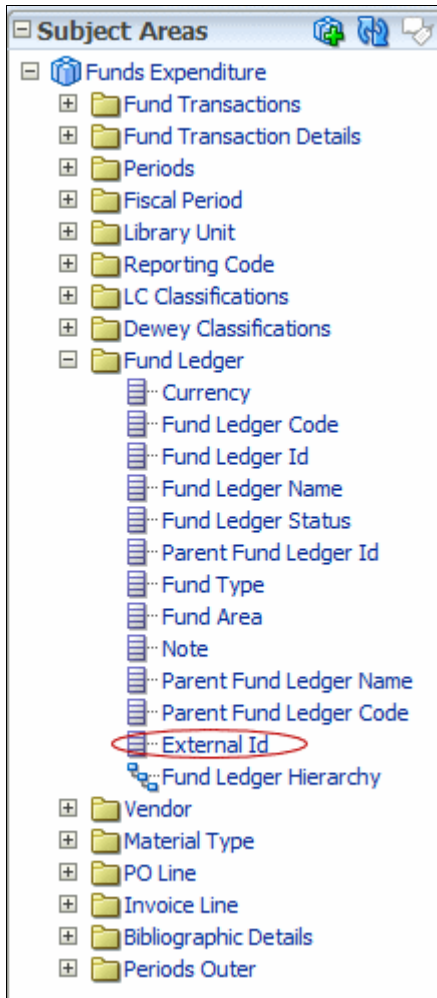 Subject Areas
Funds Expenditure
Fund Transactions
Fund Transaction Details
Periods
Fiscal Period
Library Unit
Reporting Code
LC Classifications
Dewey Classifications
Fund Ledger
Currency
Fund Ledger Code
Fund Ledger Id
Fund Ledger Name
Fund Ledger Status
Parent Fund Ledger Id
Fund Type
Fund Area
Note
Parent Fund Ledger Name
Parent Fund Ledger Code
External Id
Fund Ledger Hierarchy
Vendor
Material Type
PO Line
Invoice Line
Bibliographic Details
Periods Outer